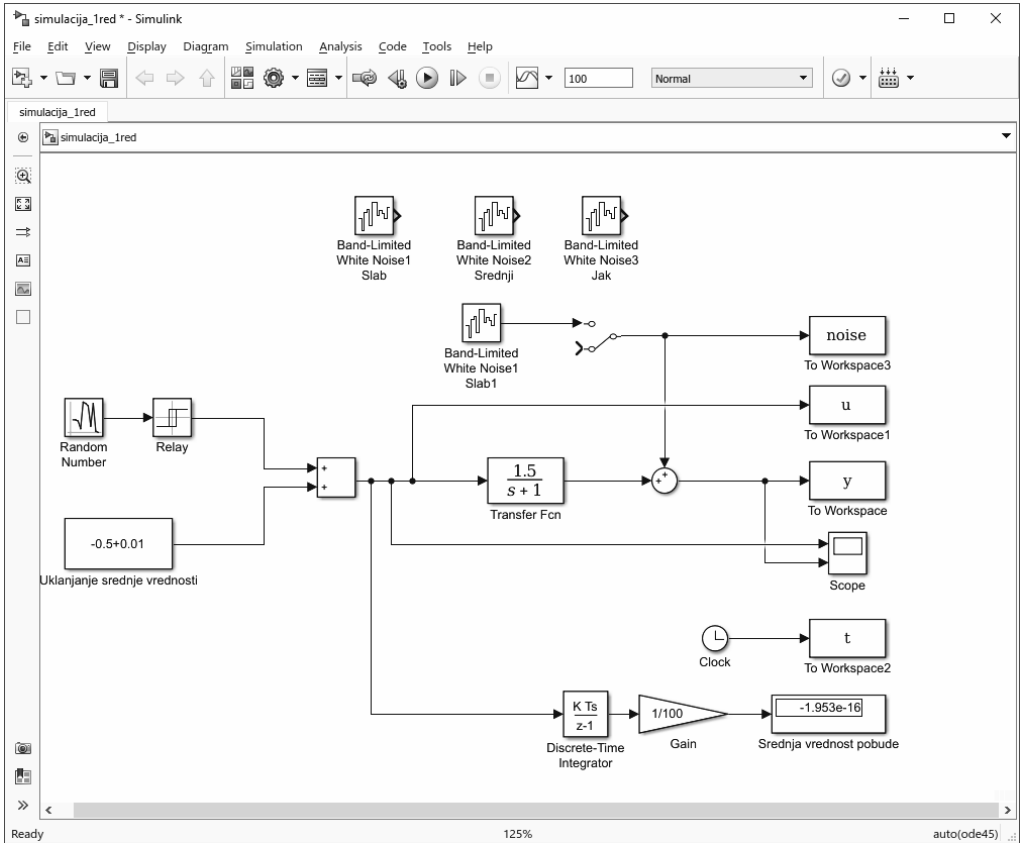 simulacija_1red * - Simulink
File Edit View Display Diagram Simulation Analysis Code Tools Help
100 Normal
simulacija_1red
simulacija_1red
Band-Limited
White Noise1
Slab
Band-Limited
White Noise2
Srednji
Band-Limited
White Noise3
Jak
Band-Limited
White Noise1
Slab1
noise
To Workspace3
u
To Workspace1
Random
Number
Relay
+
+
1.5
s + 1
Transfer Fcn
+
+
y
To Workspace
-0.5+0.01
Uklanjanje srednje vrednosti
Scope
Clock
t
To Workspace2
K Ts
z-1
Discrete-Time
Integrator
1/100
Gain
-1.953e-16
Srednja vrednost pobude
Ready 125% auto(ode45)